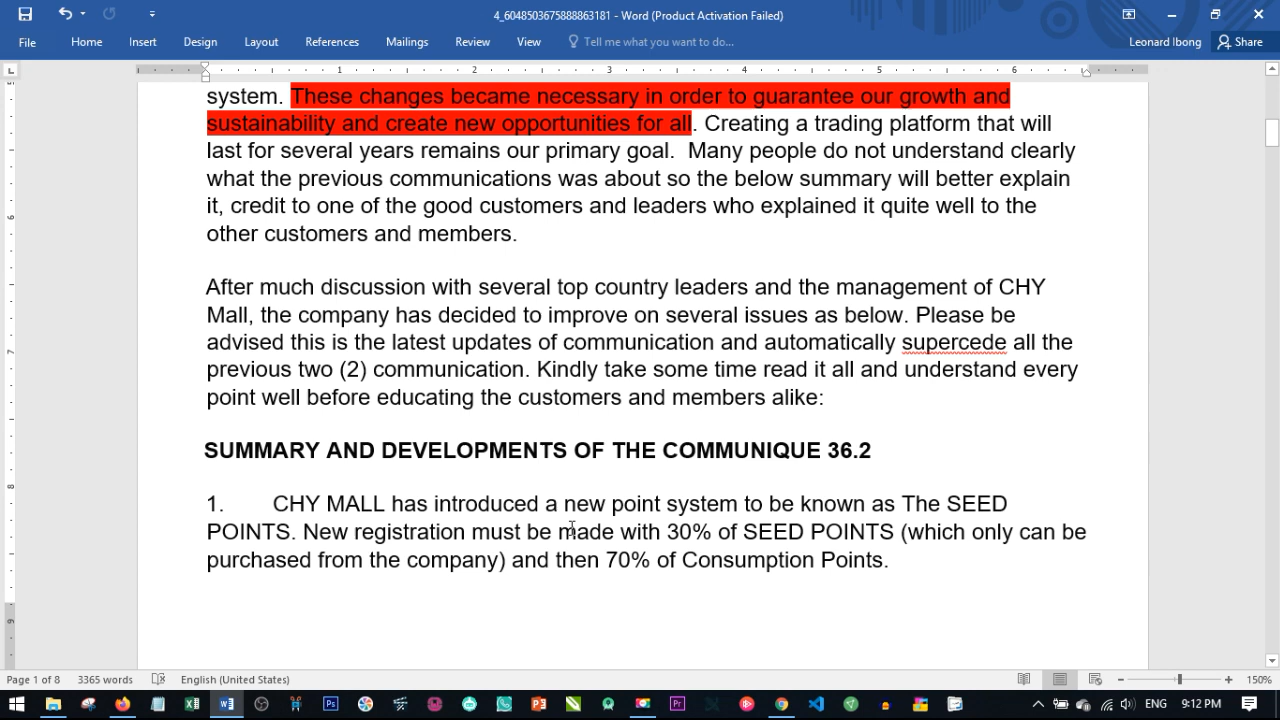 4_6048503675888863181 - Word (Product Activation Failed)
File Home Insert Design Layout References Mailings Review View Tell me what you want to do... Leonard Ibong Share
1 2 3 4 5 6
system. These changes became necessary in order to guarantee our growth and
sustainability and create new opportunities for all. Creating a trading platform that will
last for several years remains our primary goal. Many people do not understand clearly
what the previous communications was about so the below summary will better explain
it, credit to one of the good customers and leaders who explained it quite well to the
other customers and members.
After much discussion with several top country leaders and the management of CHY
Mall, the company has decided to improve on several issues as below. Please be
advised this is the latest updates of communication and automatically supercede all the
previous two (2) communication. Kindly take some time read it all and understand every
point well before educating the customers and members alike:
SUMMARY AND DEVELOPMENTS OF THE COMMUNIQUE 36.2
1. CHY MALL has introduced a new point system to be known as The SEED
POINTS. New registration must be made with 30% of SEED POINTS (which only can be
purchased from the company) and then 70% of Consumption Points.
Page 1 of 8 3365 words English (United States) 150%
ENG 9:12 PM